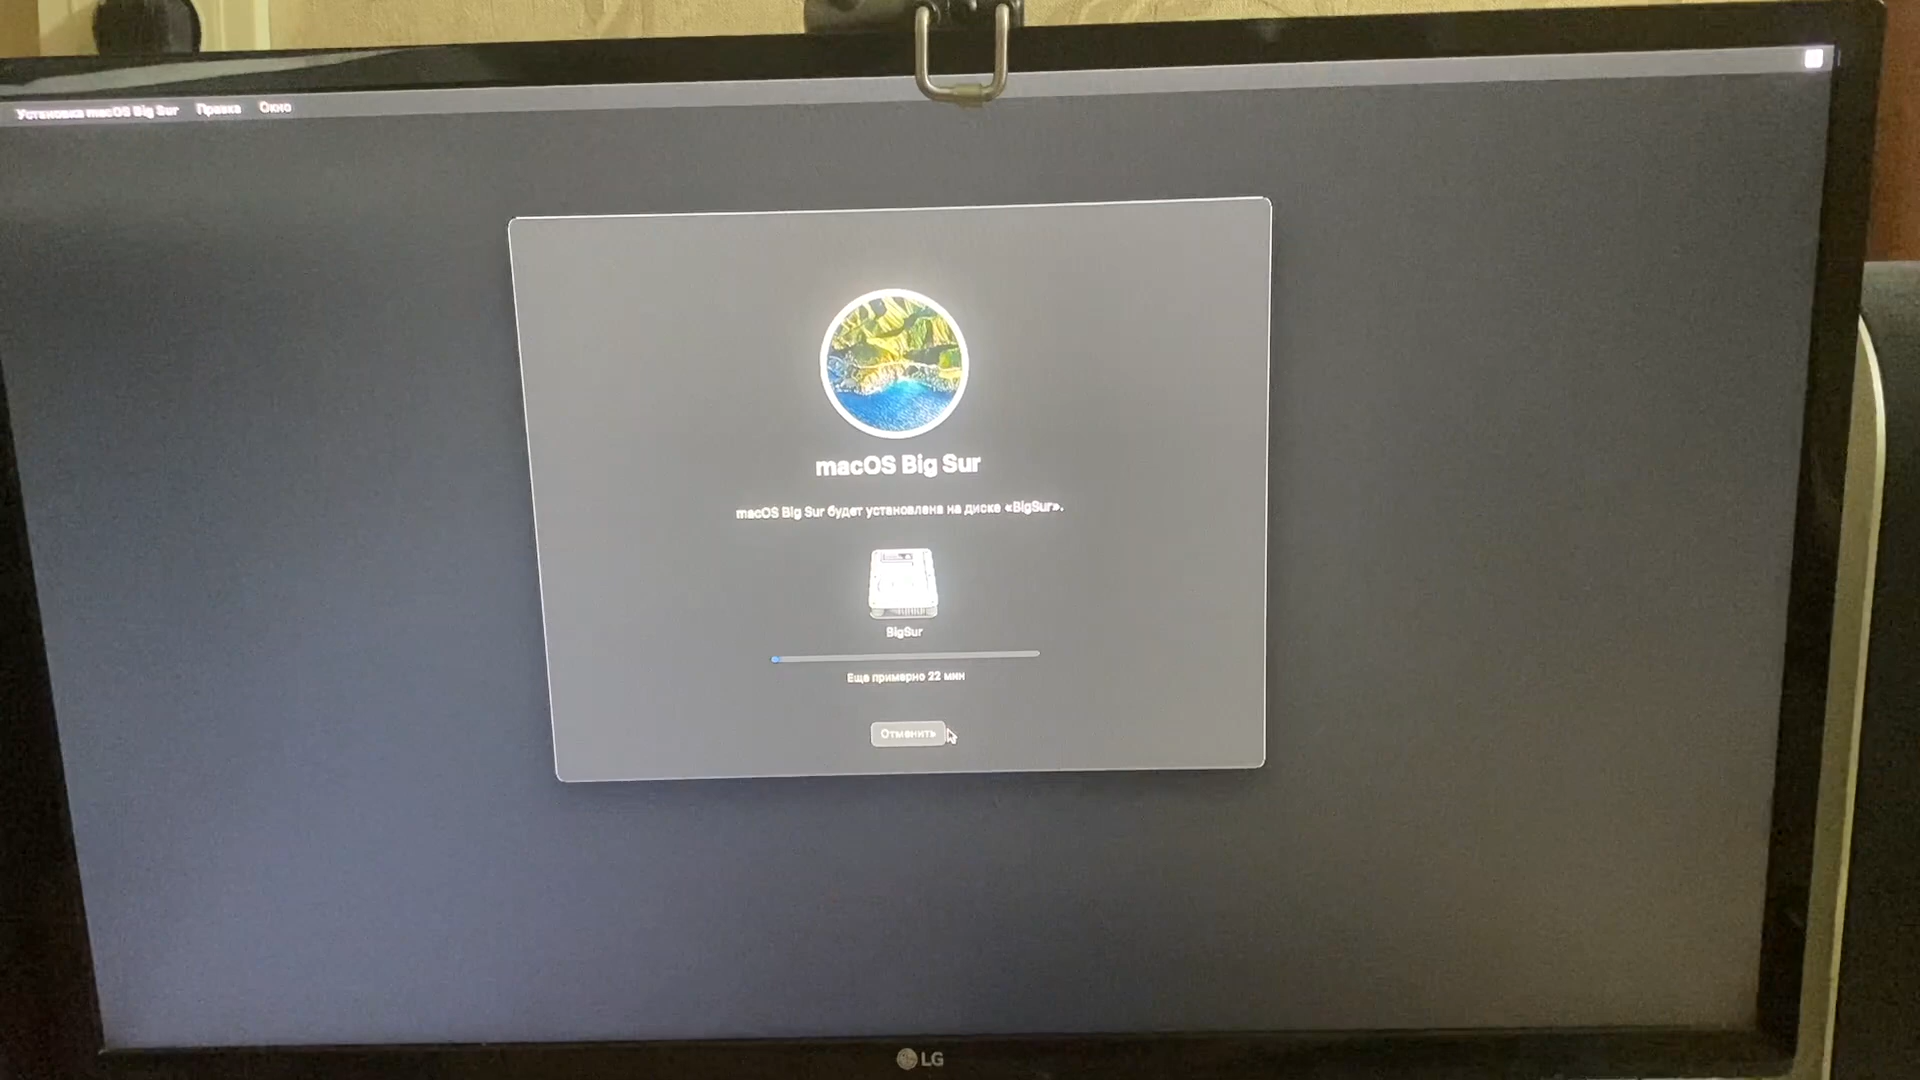 Установка macOS Big Sur Правка Окно
macOS Big Sur
macOS Big Sur будет установлена на диске «BigSur».
BigSur
Еще примерно 22 мин
Отменить
LG